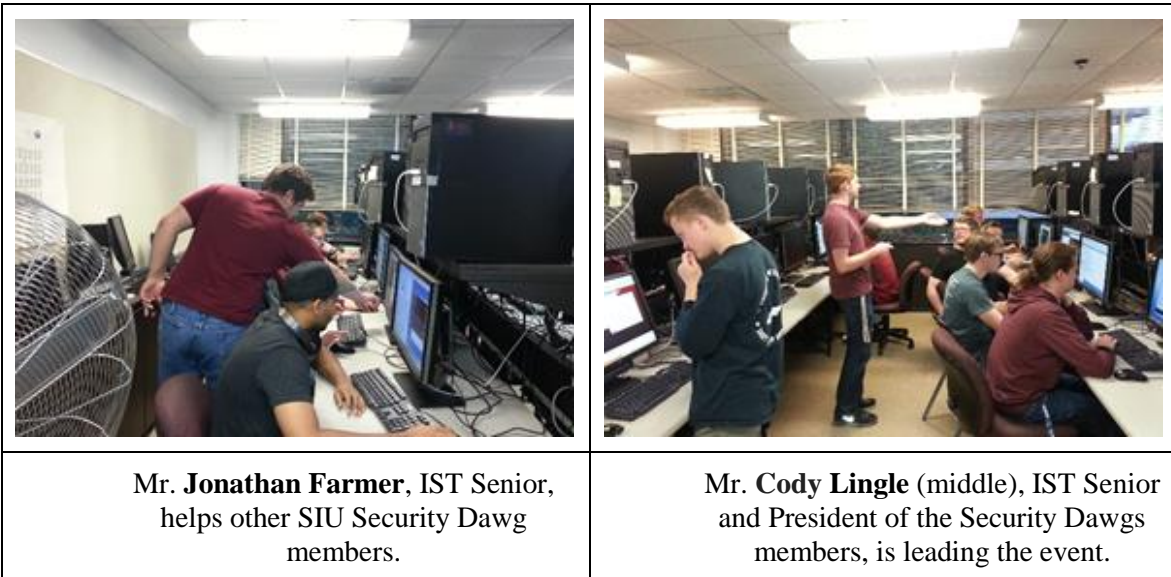 Mr. Jonathan Farmer, IST Senior,
helps other SIU Security Dawg
members.
Mr. Cody Lingle (middle), IST Senior
and President of the Security Dawgs
members, is leading the event.